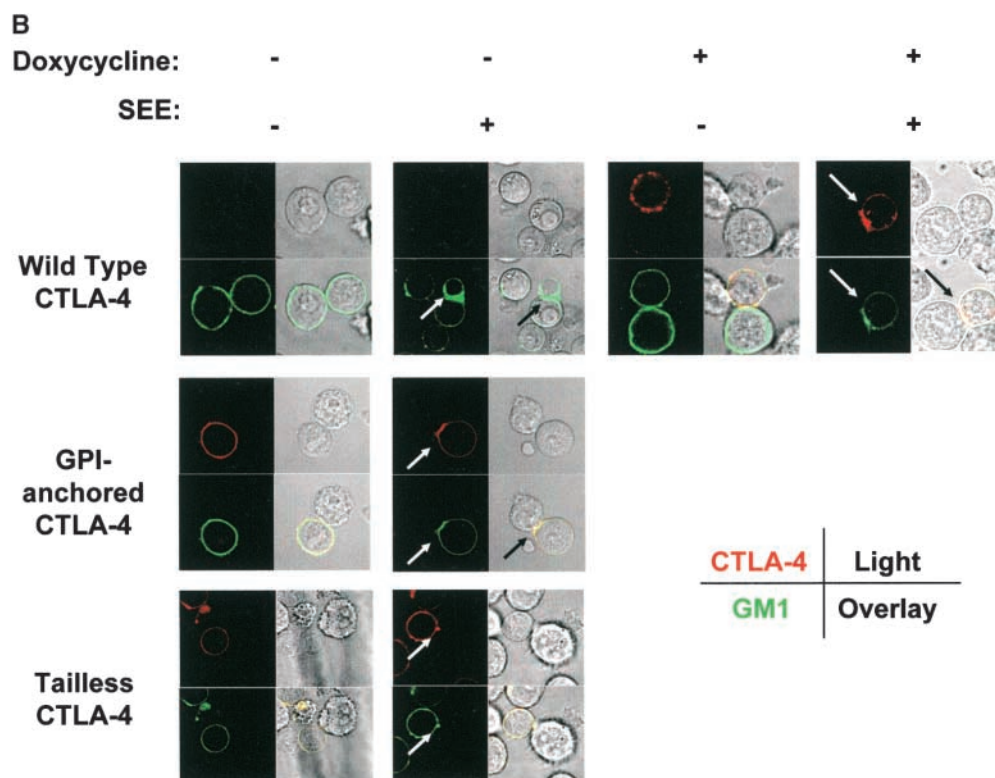 B
Doxycycline: - - + +
SEE: - + - +
Wild Type
CTLA-4
GPI-
anchored
CTLA-4
CTLA-4 Light
GM1 Overlay
Tailless
CTLA-4